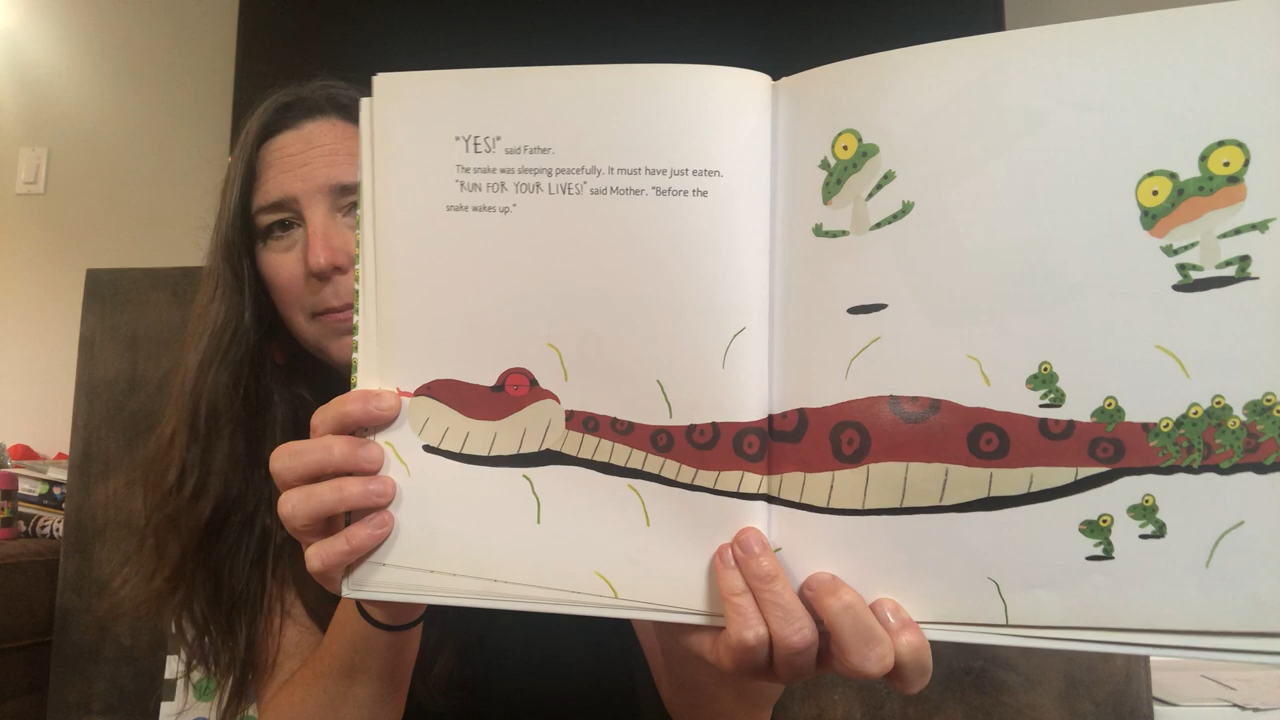 "YES!" said Father.
The snake was sleeping peacefully. It must have just eaten.
"RUN FOR YOUR LIVES!" said Mother. "Before the
snake wakes up."